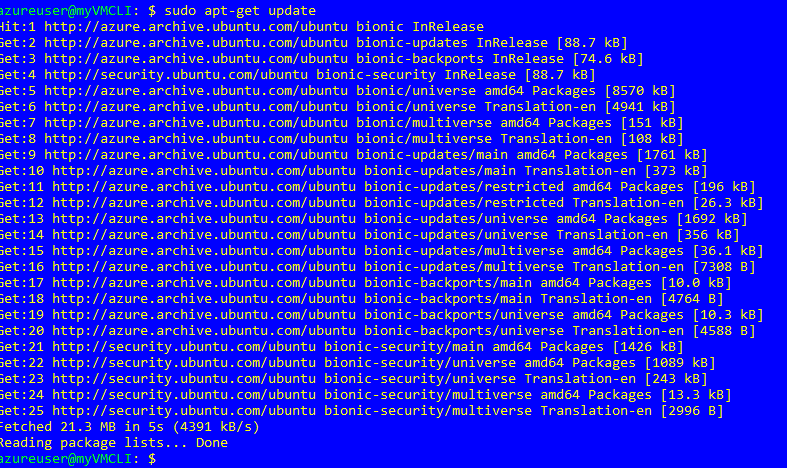 azureuser@myVMCLI: $ sudo apt-get update
Hit:1 http://azure.archive.ubuntu.com/ubuntu bionic InRelease
Get:2 http://azure.archive.ubuntu.com/ubuntu bionic-updates InRelease [88.7 kB]
Get:3 http://azure.archive.ubuntu.com/ubuntu bionic-backports InRelease [74.6 kB]
Get:4 http://security.ubuntu.com/ubuntu bionic-security InRelease [88.7 kB]
Get:5 http://azure.archive.ubuntu.com/ubuntu bionic/universe amd64 Packages [8570 kB]
Get:6 http://azure.archive.ubuntu.com/ubuntu bionic/universe Translation-en [4941 kB]
Get:7 http://azure.archive.ubuntu.com/ubuntu bionic/multiverse amd64 Packages [151 kB]
Get:8 http://azure.archive.ubuntu.com/ubuntu bionic/multiverse Translation-en [108 kB]
Get:9 http://azure.archive.ubuntu.com/ubuntu bionic-updates/main amd64 Packages [1761 kB]
Get:10 http://azure.archive.ubuntu.com/ubuntu bionic-updates/main Translation-en [373 kB]
Get:11 http://azure.archive.ubuntu.com/ubuntu bionic-updates/restricted amd64 Packages [196 kB]
Get:12 http://azure.archive.ubuntu.com/ubuntu bionic-updates/restricted Translation-en [26.3 kB]
Get:13 http://azure.archive.ubuntu.com/ubuntu bionic-updates/universe amd64 Packages [1692 kB]
Get:14 http://azure.archive.ubuntu.com/ubuntu bionic-updates/universe Translation-en [356 kB]
Get:15 http://azure.archive.ubuntu.com/ubuntu bionic-updates/multiverse amd64 Packages [36.1 kB]
Get:16 http://azure.archive.ubuntu.com/ubuntu bionic-updates/multiverse Translation-en [7308 B]
Get:17 http://azure.archive.ubuntu.com/ubuntu bionic-backports/main amd64 Packages [10.0 kB]
Get:18 http://azure.archive.ubuntu.com/ubuntu bionic-backports/main Translation-en [4764 B]
Get:19 http://azure.archive.ubuntu.com/ubuntu bionic-backports/universe amd64 Packages [10.3 kB]
Get:20 http://azure.archive.ubuntu.com/ubuntu bionic-backports/universe Translation-en [4588 B]
Get:21 http://security.ubuntu.com/ubuntu bionic-security/main amd64 Packages [1426 kB]
Get:22 http://security.ubuntu.com/ubuntu bionic-security/universe amd64 Packages [1089 kB]
Get:23 http://security.ubuntu.com/ubuntu bionic-security/universe Translation-en [243 kB]
Get:24 http://security.ubuntu.com/ubuntu bionic-security/multiverse amd64 Packages [13.3 kB]
Get:25 http://security.ubuntu.com/ubuntu bionic-security/multiverse Translation-en [2996 B]
Fetched 21.3 MB in 5s (4391 kB/s)
Reading package lists... Done
azureuser@myVMCLI: $